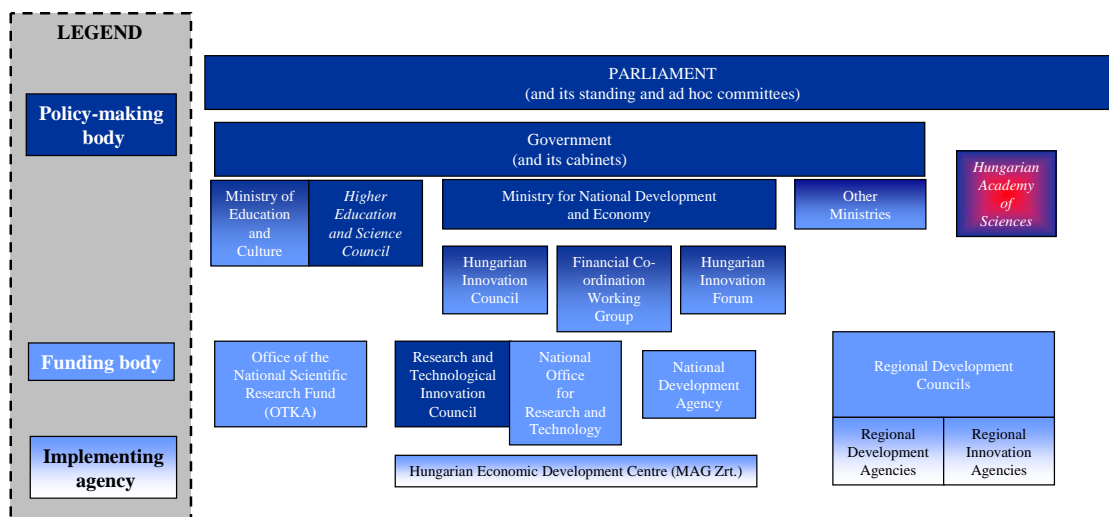 LEGEND
Policy-making
body
Funding body
Implementing
agency
PARLIAMENT
(and its standing and ad hoc committees)
Government
(and its cabinets)
Hungarian
Academy
of
Sciences
Ministry of
Education
and
Culture
Higher
Education
and Science
Council
Ministry for National Development
and Economy
Other
Ministries
Hungarian
Innovation
Council
Financial Co-
ordination
Working
Group
Hungarian
Innovation
Forum
Office of the
National Scientific
Research Fund
(OTKA)
Research and
Technological
Innovation
Council
National
Office
for
Research and
Technology
National
Development
Agency
Regional Development
Councils
Regional
Development
Agencies
Regional
Innovation
Agencies
Hungarian Economic Development Centre (MAG Zrt.)